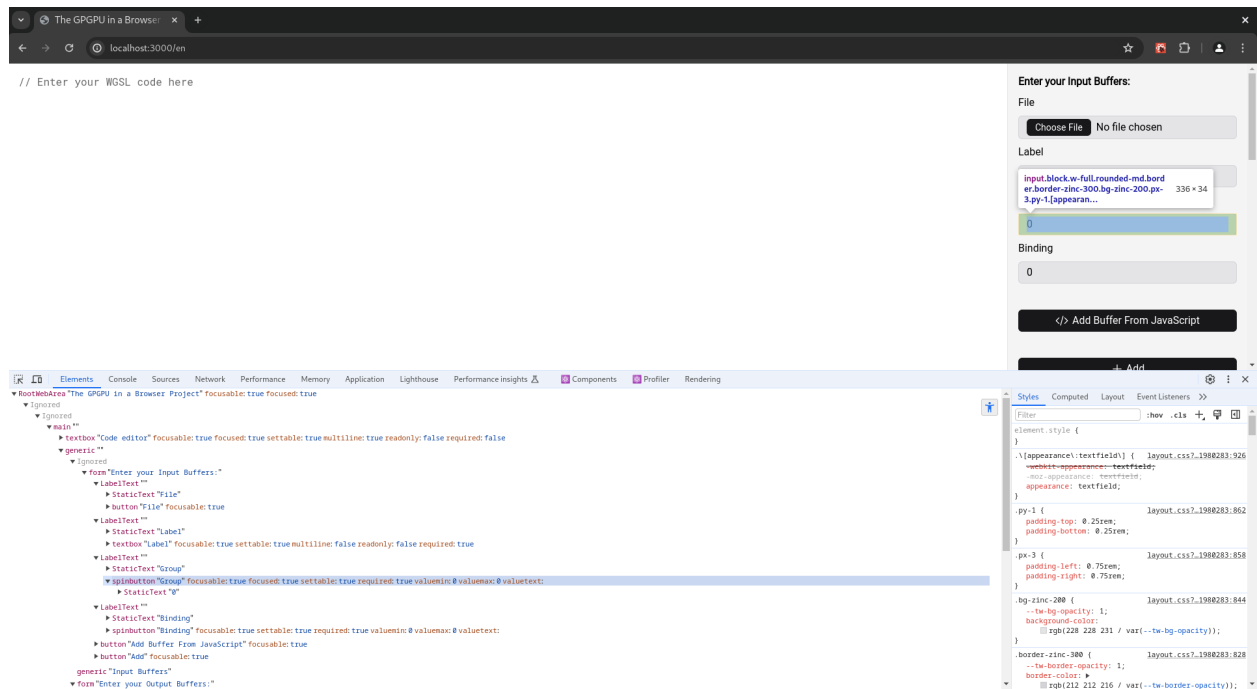 The GPGPU in a Browser
localhost:3000/en
// Enter your WGSL code here
Enter your Input Buffers:
File
Choose File No file chosen
Label
input.block.w-full.rounded-md.bord
er.border-zinc-300.bg-zinc-200.px-
3.py-1.[appearan...
336 × 34
0
Binding
0
</> Add Buffer From JavaScript
+ Add
Elements Console Sources Network Performance Memory Application Lighthouse Performance insights Components Profiler Rendering
RootWebArea "The GPGPU in a Browser Project" focusable: true focused: true
Ignored
Ignored
main ""
textbox "Code editor" focusable: true focused: true settable: true multiline: true readonly: false required: false
generic ""
Ignored
form "Enter your Input Buffers:"
LabelText ""
StaticText "File"
button "File" focusable: true
LabelText ""
StaticText "Label"
textbox "Label" focusable: true settable: true multiline: false readonly: false required: true
LabelText ""
StaticText "Group"
spinbutton "Group" focusable: true focused: true settable: true required: true valuemin: 0 valuemax: 0 valuetext:
StaticText "0"
LabelText ""
StaticText "Binding"
spinbutton "Binding" focusable: true settable: true required: true valuemin: 0 valuemax: 0 valuetext:
button "Add Buffer From JavaScript" focusable: true
button "Add" focusable: true
generic "Input Buffers"
form "Enter your Output Buffers:"
Styles Computed Layout Event Listeners
Filter :hov .cls
element.style {
}
.\[appearance\:textfield\] { layout.css?…1980283:926
-webkit-appearance: textfield;
-moz-appearance: textfield;
appearance: textfield;
}
.py-1 { layout.css?…1980283:862
padding-top: 0.25rem;
padding-bottom: 0.25rem;
}
.px-3 { layout.css?…1980283:858
padding-left: 0.75rem;
padding-right: 0.75rem;
}
.bg-zinc-200 { layout.css?…1980283:844
--tw-bg-opacity: 1;
background-color:
rgb(228 228 231 / var(--tw-bg-opacity));
}
.border-zinc-300 { layout.css?…1980283:828
--tw-border-opacity: 1;
border-color:
rgb(212 212 216 / var(--tw-border-opacity));